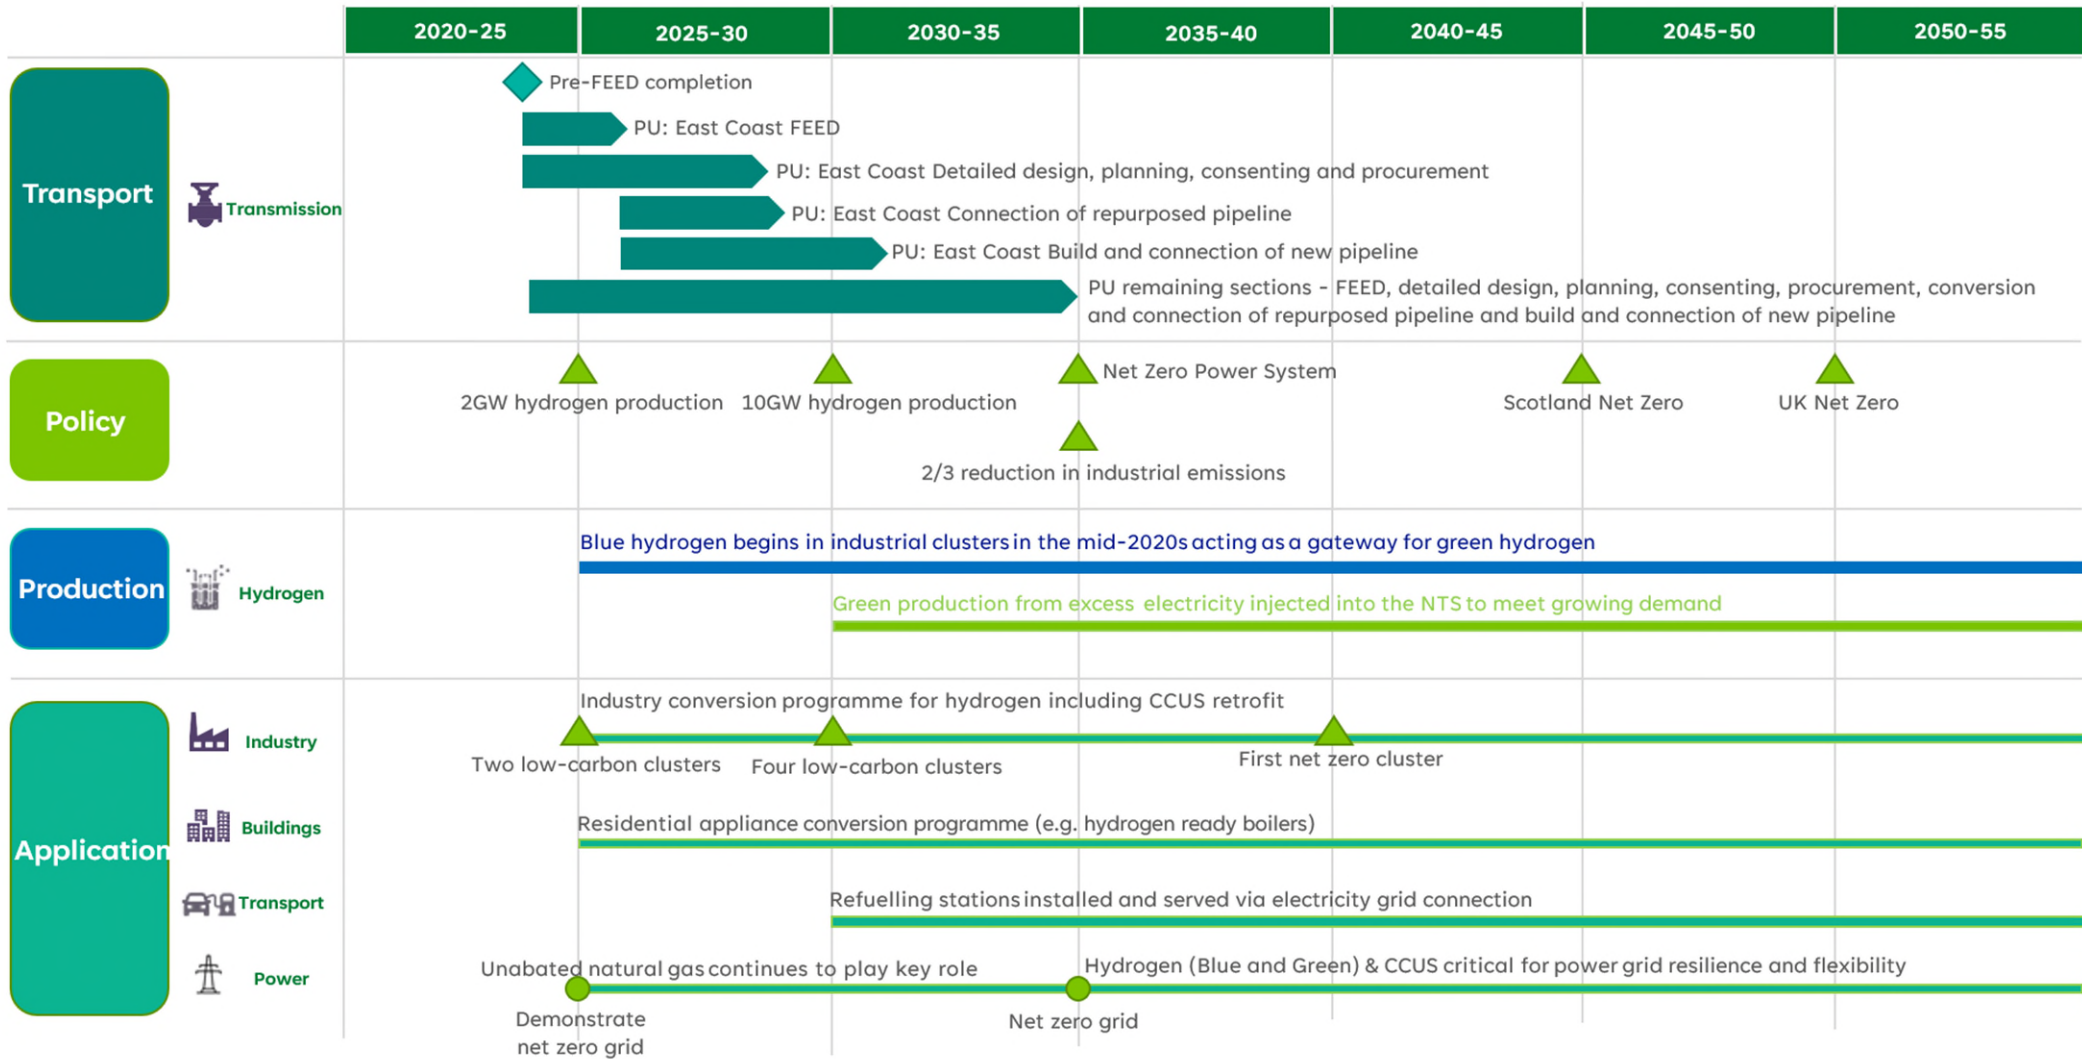 2020-25 2025-30 2030-35 2035-40 2040-45 2045-50 2050-55
Transport
Transmission
Pre-FEED completion
PU: East Coast FEED
PU: East Coast Detailed design, planning, consenting and procurement
PU: East Coast Connection of repurposed pipeline
PU: East Coast Build and connection of new pipeline
PU remaining sections - FEED, detailed design, planning, consenting, procurement, conversion
and connection of repurposed pipeline and build and connection of new pipeline
Policy
Net Zero Power System
2GW hydrogen production 10GW hydrogen production Scotland Net Zero UK Net Zero
2/3 reduction in industrial emissions
Production
Hydrogen
Blue hydrogen begins in industrial clusters in the mid-2020s acting as a gateway for green hydrogen
Green production from excess electricity injected into the NTS to meet growing demand
Application
Industry
Industry conversion programme for hydrogen including CCUS retrofit
Two low-carbon clusters Four low-carbon clusters First net zero cluster
Buildings
Residential appliance conversion programme (e.g. hydrogen ready boilers)
Transport
Refuelling stations installed and served via electricity grid connection
Power
Unabated natural gas continues to play key role Hydrogen (Blue and Green) & CCUS critical for power grid resilience and flexibility
Demonstrate
net zero grid
Net zero grid